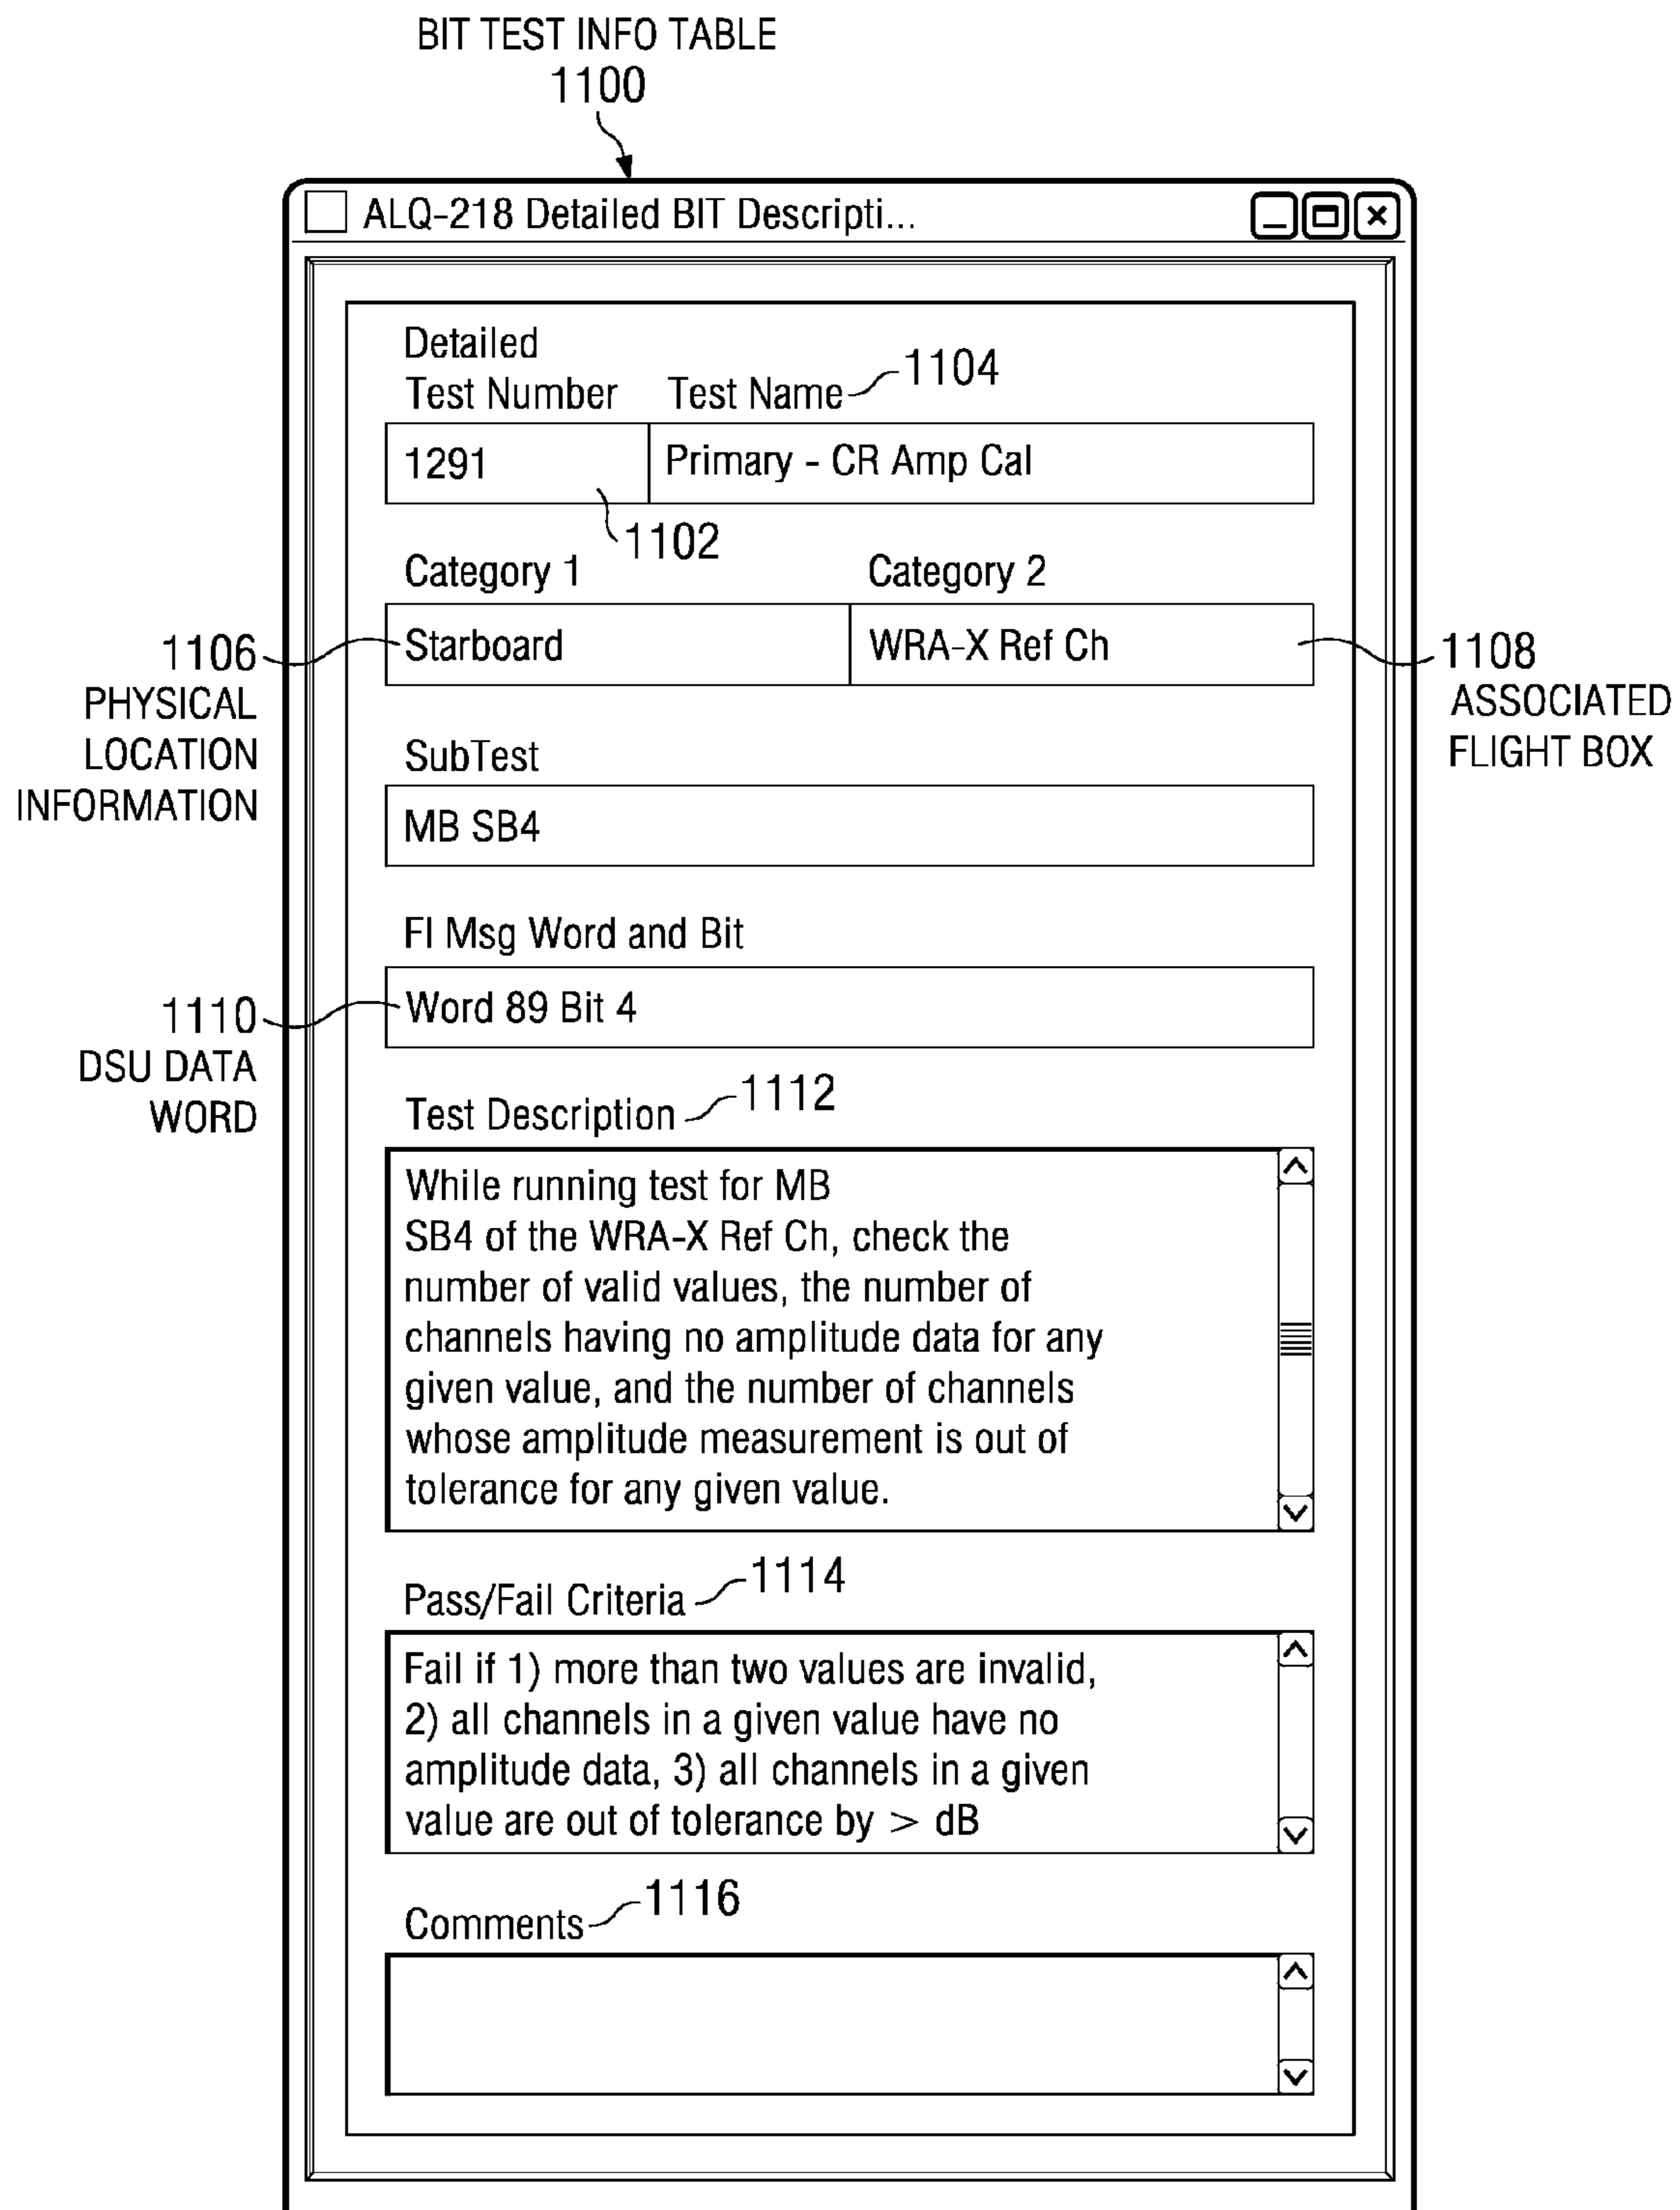 BIT TEST INFO TABLE
1100
ALQ-218 Detailed BIT Descripti...
Detailed
Test Number
Test Name
1104
1291
Primary - CR Amp Cal
1102
Category 1
Category 2
1106
PHYSICAL
LOCATION
INFORMATION
Starboard
WRA-X Ref Ch
1108
ASSOCIATED
FLIGHT BOX
SubTest
MB SB4
FI Msg Word and Bit
1110
DSU DATA
WORD
Word 89 Bit 4
Test Description
1112
While running test for MB
SB4 of the WRA-X Ref Ch, check the
number of valid values, the number of
channels having no amplitude data for any
given value, and the number of channels
whose amplitude measurement is out of
tolerance for any given value.
Pass/Fail Criteria
1114
Fail if 1) more than two values are invalid,
2) all channels in a given value have no
amplitude data, 3) all channels in a given
value are out of tolerance by > dB
Comments
1116